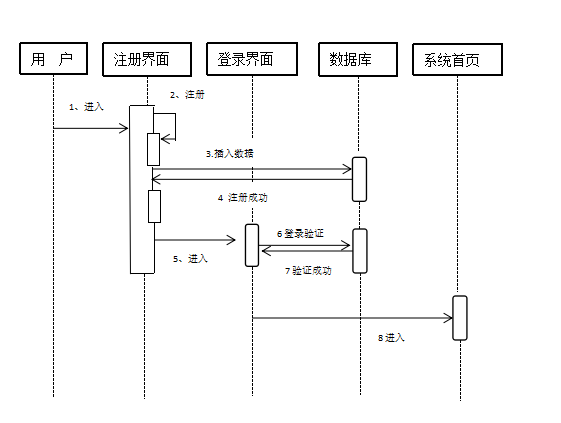 用 户
注册界面
登录界面
数据库
系统首页
1、进入
2、注册
3.插入数据
4 注册成功
5、进入
6 登录验证
7 验证成功
8 进入